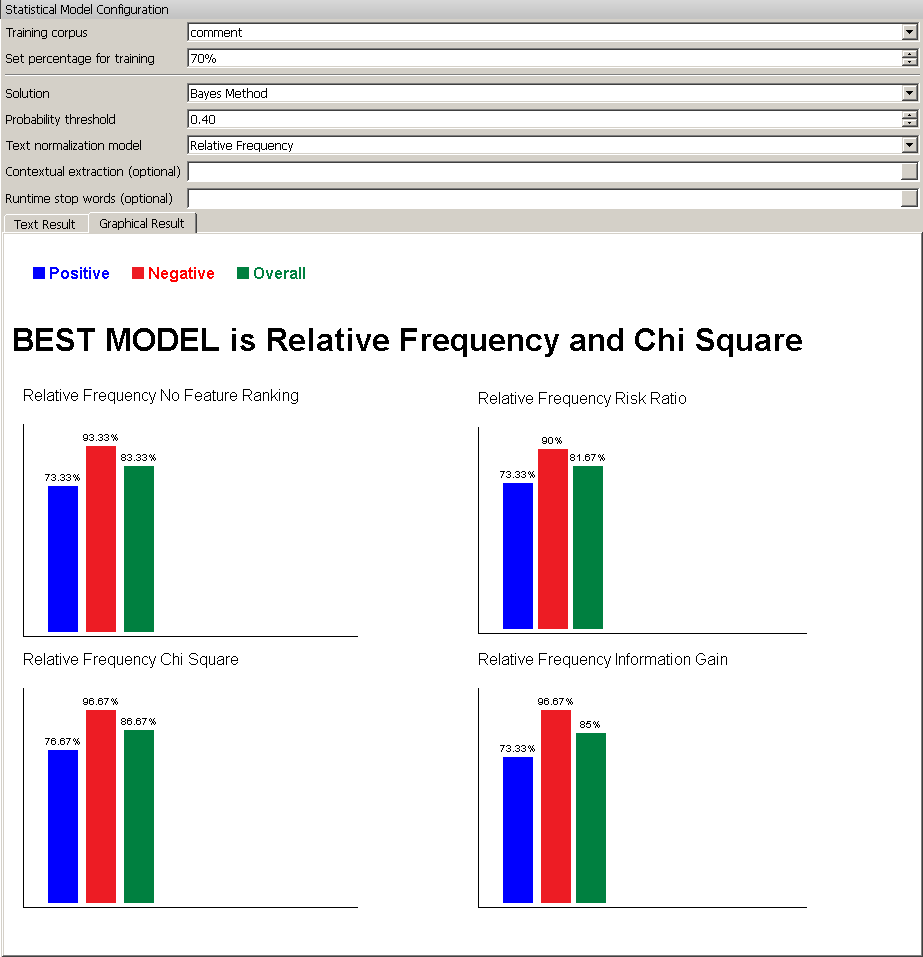 Statistical Model Configuration
Training corpus comment
Set percentage for training 70%
Solution Bayes Method
Probability threshold 0.40
Text normalization model Relative Frequency
Contextual extraction (optional)
Runtime stop words (optional)
Text Result Graphical Result
Positive Negative Overall
BEST MODEL is Relative Frequency and Chi Square
Relative Frequency No Feature Ranking
93.33%
83.33%
73.33%
Relative Frequency Risk Ratio
90%
81.67%
73.33%
Relative Frequency Chi Square
96.67%
86.67%
76.67%
Relative Frequency Information Gain
96.67%
85%
73.33%